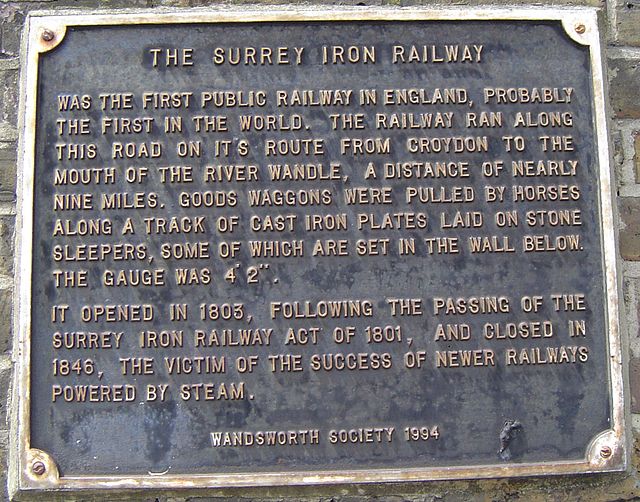 THE SURREY IRON RAILWAY
WAS THE FIRST PUBLIC RAILWAY IN ENGLAND, PROBABLY
THE FIRST IN THE WORLD. THE RAILWAY RAN ALONG
THIS ROAD ON IT'S ROUTE FROM CROYDON TO THE
MOUTH OF THE RIVER WANDLE, A DISTANCE OF NEARLY
NINE MILES. GOODS WAGGONS WERE PULLED BY HORSES
ALONG A TRACK OF CAST IRON PLATES LAID ON STONE
SLEEPERS, SOME OF WHICH ARE SET IN THE WALL BELOW.
THE GAUGE WAS 4' 2".
IT OPENED IN 1803, FOLLOWING THE PASSING OF THE
SURREY IRON RAILWAY ACT OF 1801, AND CLOSED IN
1846, THE VICTIM OF THE SUCCESS OF NEWER RAILWAYS
POWERED BY STEAM.
WANDSWORTH SOCIETY 1994